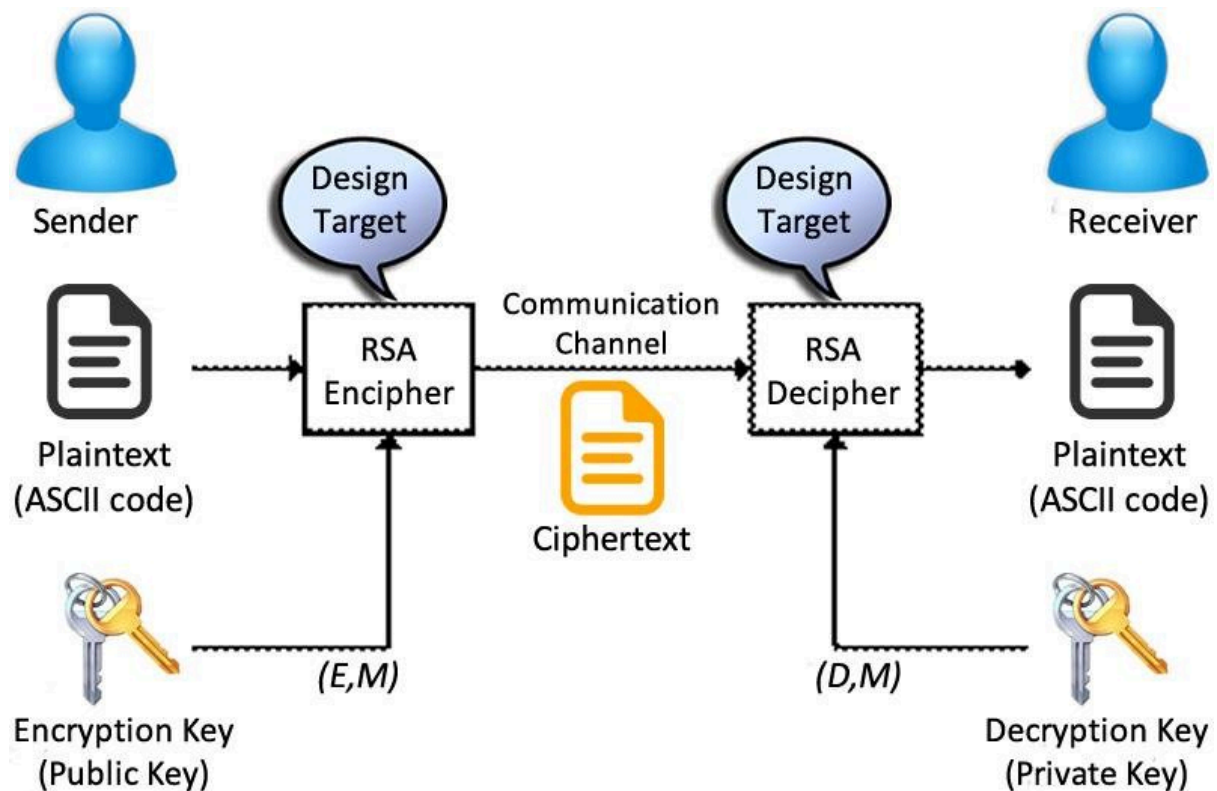 Sender
Design
Target
Design
Target
Receiver
Communication
Channel
RSA
Encipher
RSA
Decipher
Plaintext
(ASCII code)
Ciphertext
Plaintext
(ASCII code)
(E,M)
(D,M)
Encryption Key
(Public Key)
Decryption Key
(Private Key)